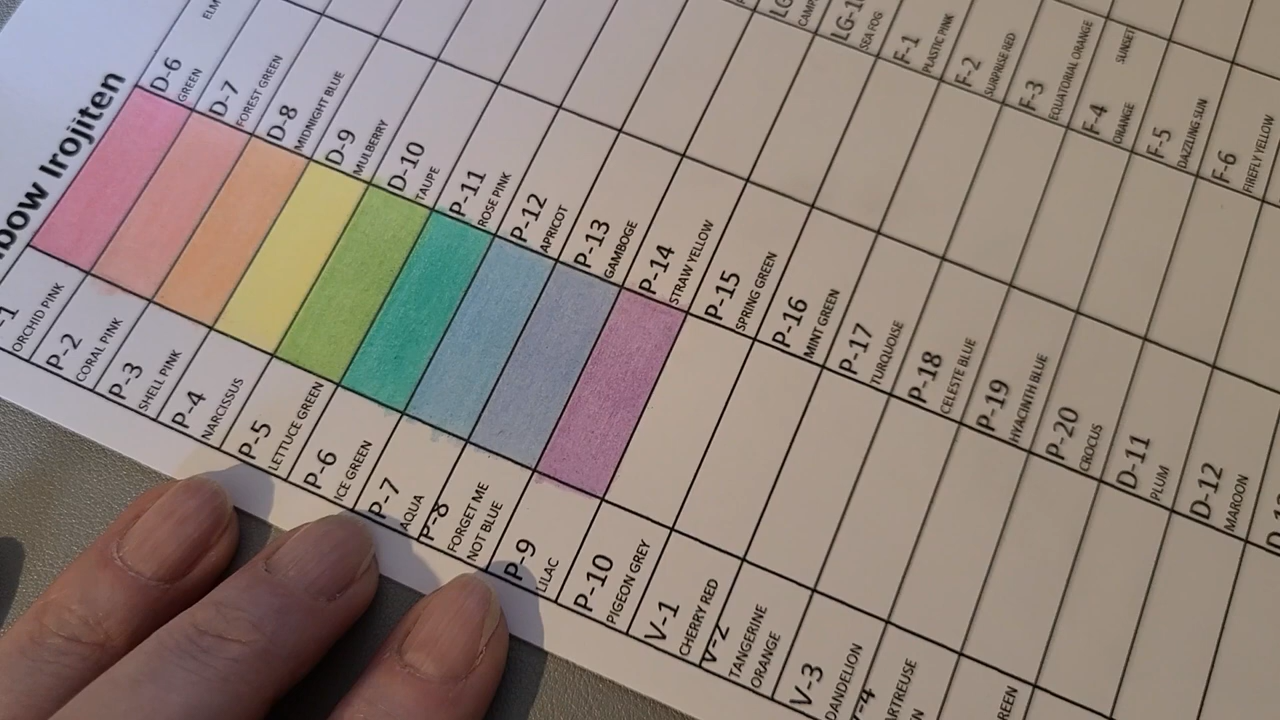 bow Irojiten
D-6
GREEN
D-7
FOREST GREEN
D-8
MIDNIGHT BLUE
D-9
MULBERRY
D-10
TAUPE
P-11
ROSE PINK
P-12
APRICOT
P-13
GAMBOGE
P-14
STRAW YELLOW
P-15
SPRING GREEN
P-16
MINT GREEN
P-17
TURQUOISE
P-18
CELESTE BLUE
P-19
HYACINTH BLUE
P-20
CROCUS
D-11
PLUM
D-12
MAROON
ELM
SEA FOG
F-1
PLASTIC PINK
F-2
SURPRISE RED
F-3
EQUATORIAL ORANGE
F-4
SUNSET
ORANGE
F-5
DAZZLING SUN
F-6
FIREFLY YELLOW
-1
ORCHID PINK
P-2
CORAL PINK
P-3
SHELL PINK
P-4
NARCISSUS
P-5
LETTUCE GREEN
P-6
ICE GREEN
P-7
AQUA
P-8
FORGET ME
NOT BLUE
P-9
LILAC
P-10
PIGEON GREY
V-1
CHERRY RED
V-2
TANGERINE
ORANGE
V-3
DANDELION
ARTREUSE
REEN